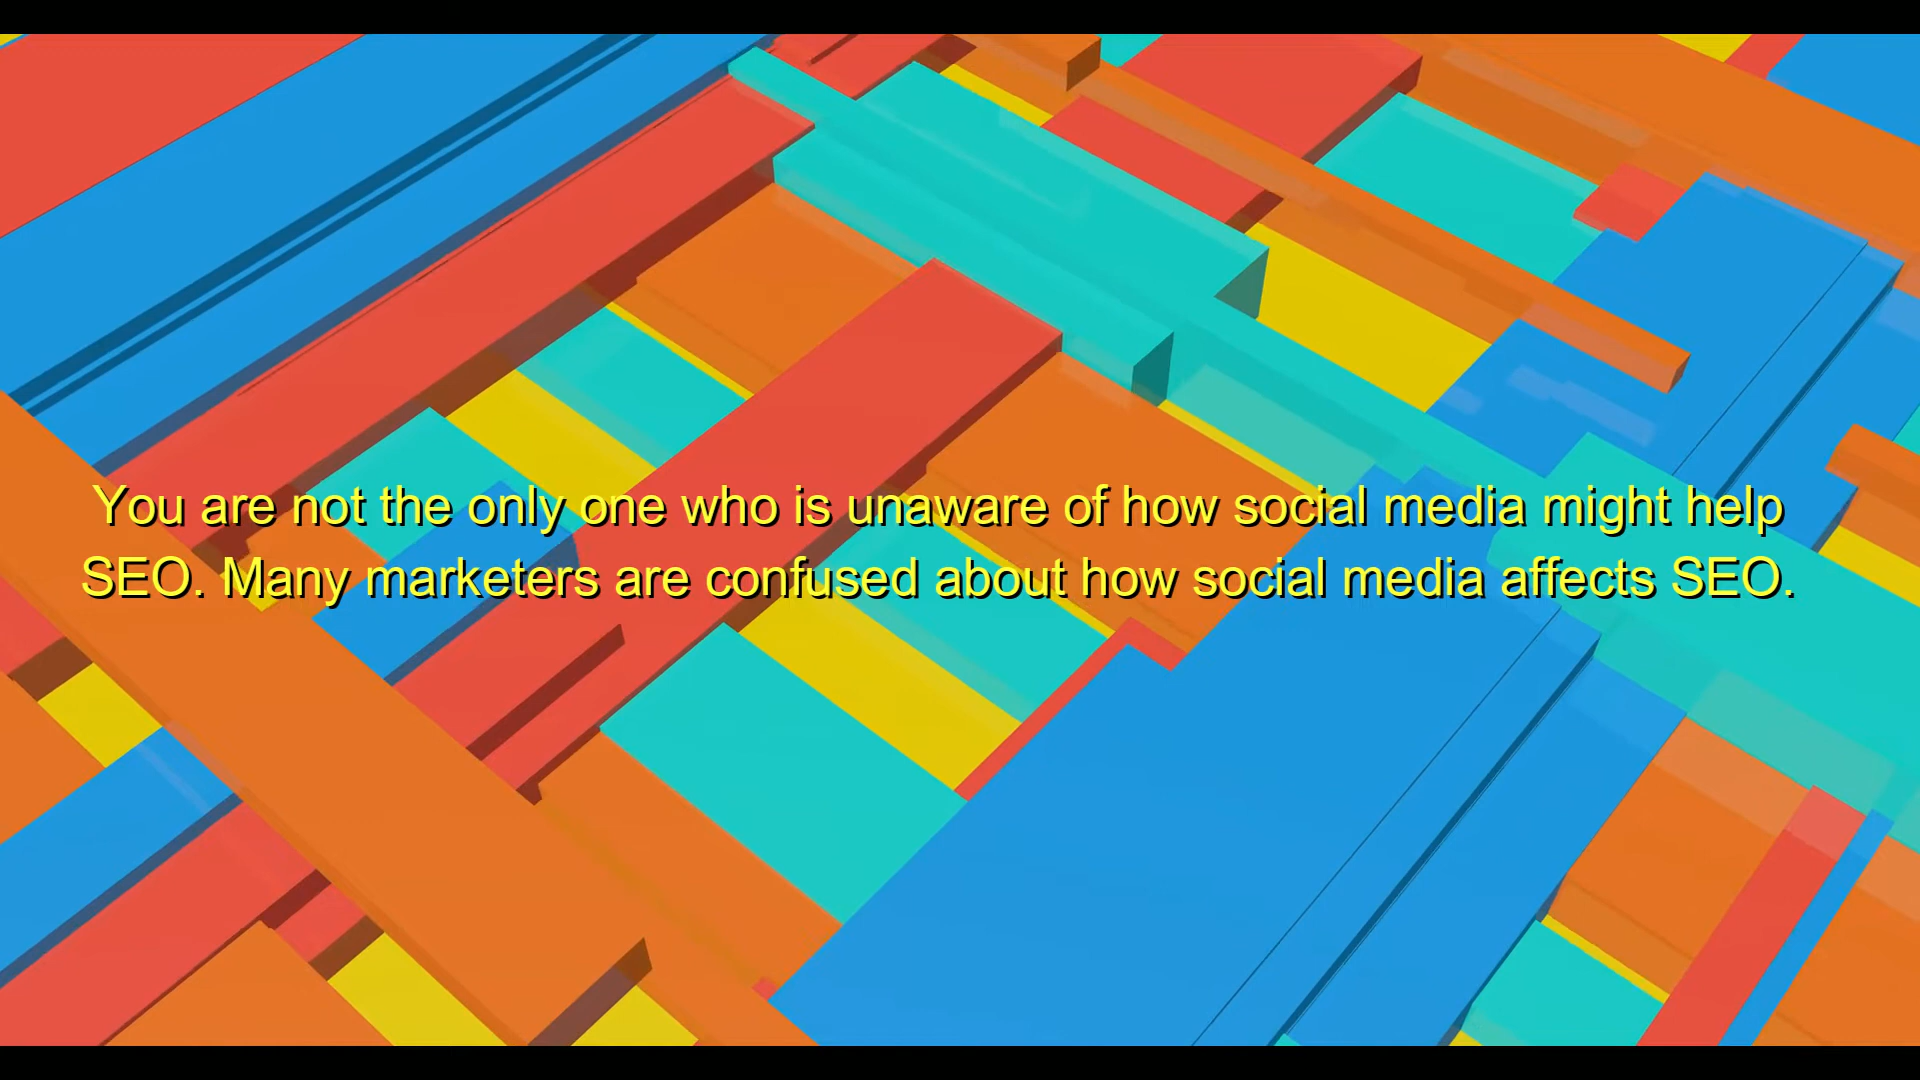 You are not the only one who is unaware of how social media might help
SEO. Many marketers are confused about how social media affects SEO.